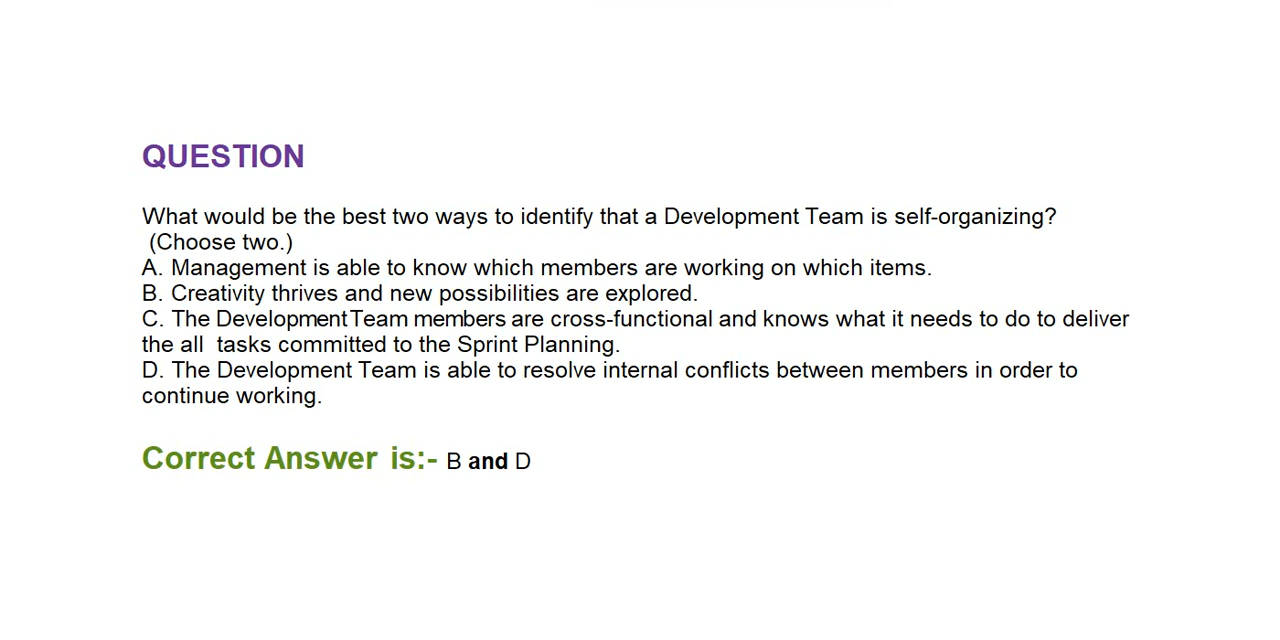 QUESTION
What would be the best two ways to identify that a Development Team is self-organizing?
(Choose two.)
A. Management is able to know which members are working on which items.
B. Creativity thrives and new possibilities are explored.
C. The Development Team members are cross-functional and knows what it needs to do to deliver
the all tasks committed to the Sprint Planning.
D. The Development Team is able to resolve internal conflicts between members in order to
continue working.
Correct Answer is:- B and D